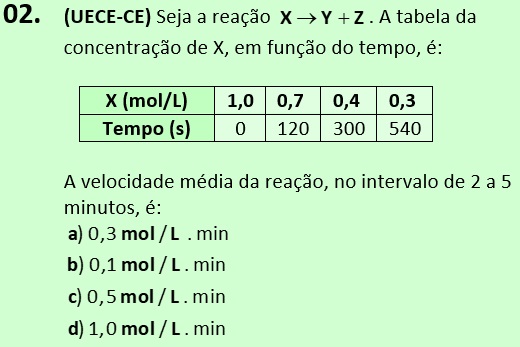 02. (UECE-CE) Seja a reação X → Y + Z . A tabela da
concentração de X, em função do tempo, é:
X (mol/L) 1,0 0,7 0,4 0,3
Tempo (s) 0 120 300 540
A velocidade média da reação, no intervalo de 2 a 5
minutos, é:
a) 0,3 mol / L . min
b) 0,1 mol / L . min
c) 0,5 mol / L . min
d) 1,0 mol / L . min